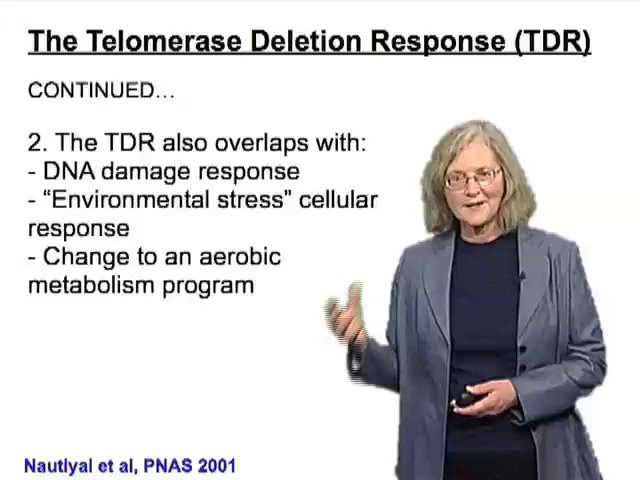 The Telomerase Deletion Response (TDR)
CONTINUED...
2. The TDR also overlaps with:
- DNA damage response
- “Environmental stress” cellular
response
- Change to an aerobic
metabolism program
Nautiyal et al, PNAS 2001